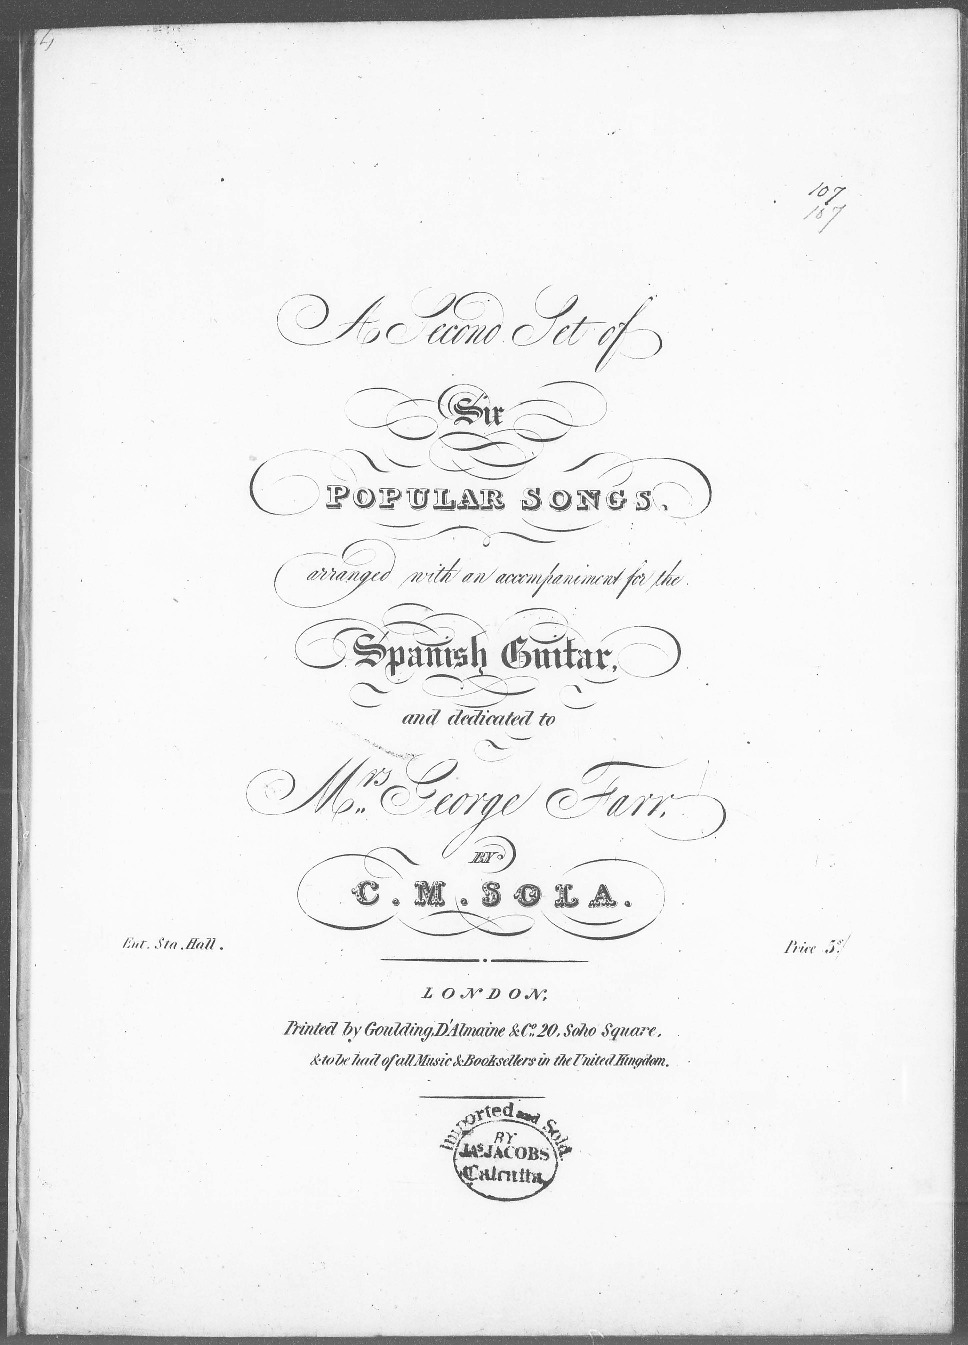 107
107
A Second Set of
Six
POPULAR SONGS,
arranged with an accompaniment for the
Spanish Guitar,
and dedicated to
Mrs. George Farr,
BY
C. M. SOLA.
Ent. Sta. Hall.
Price 3s/
LONDON,
Printed by Goulding, D'Almaine & Co. 20, Soho Square,
& to be had of all Music & Booksellers in the United Kingdom.
Imported and Sold
BY
JAS. JACOBS
Calcutta